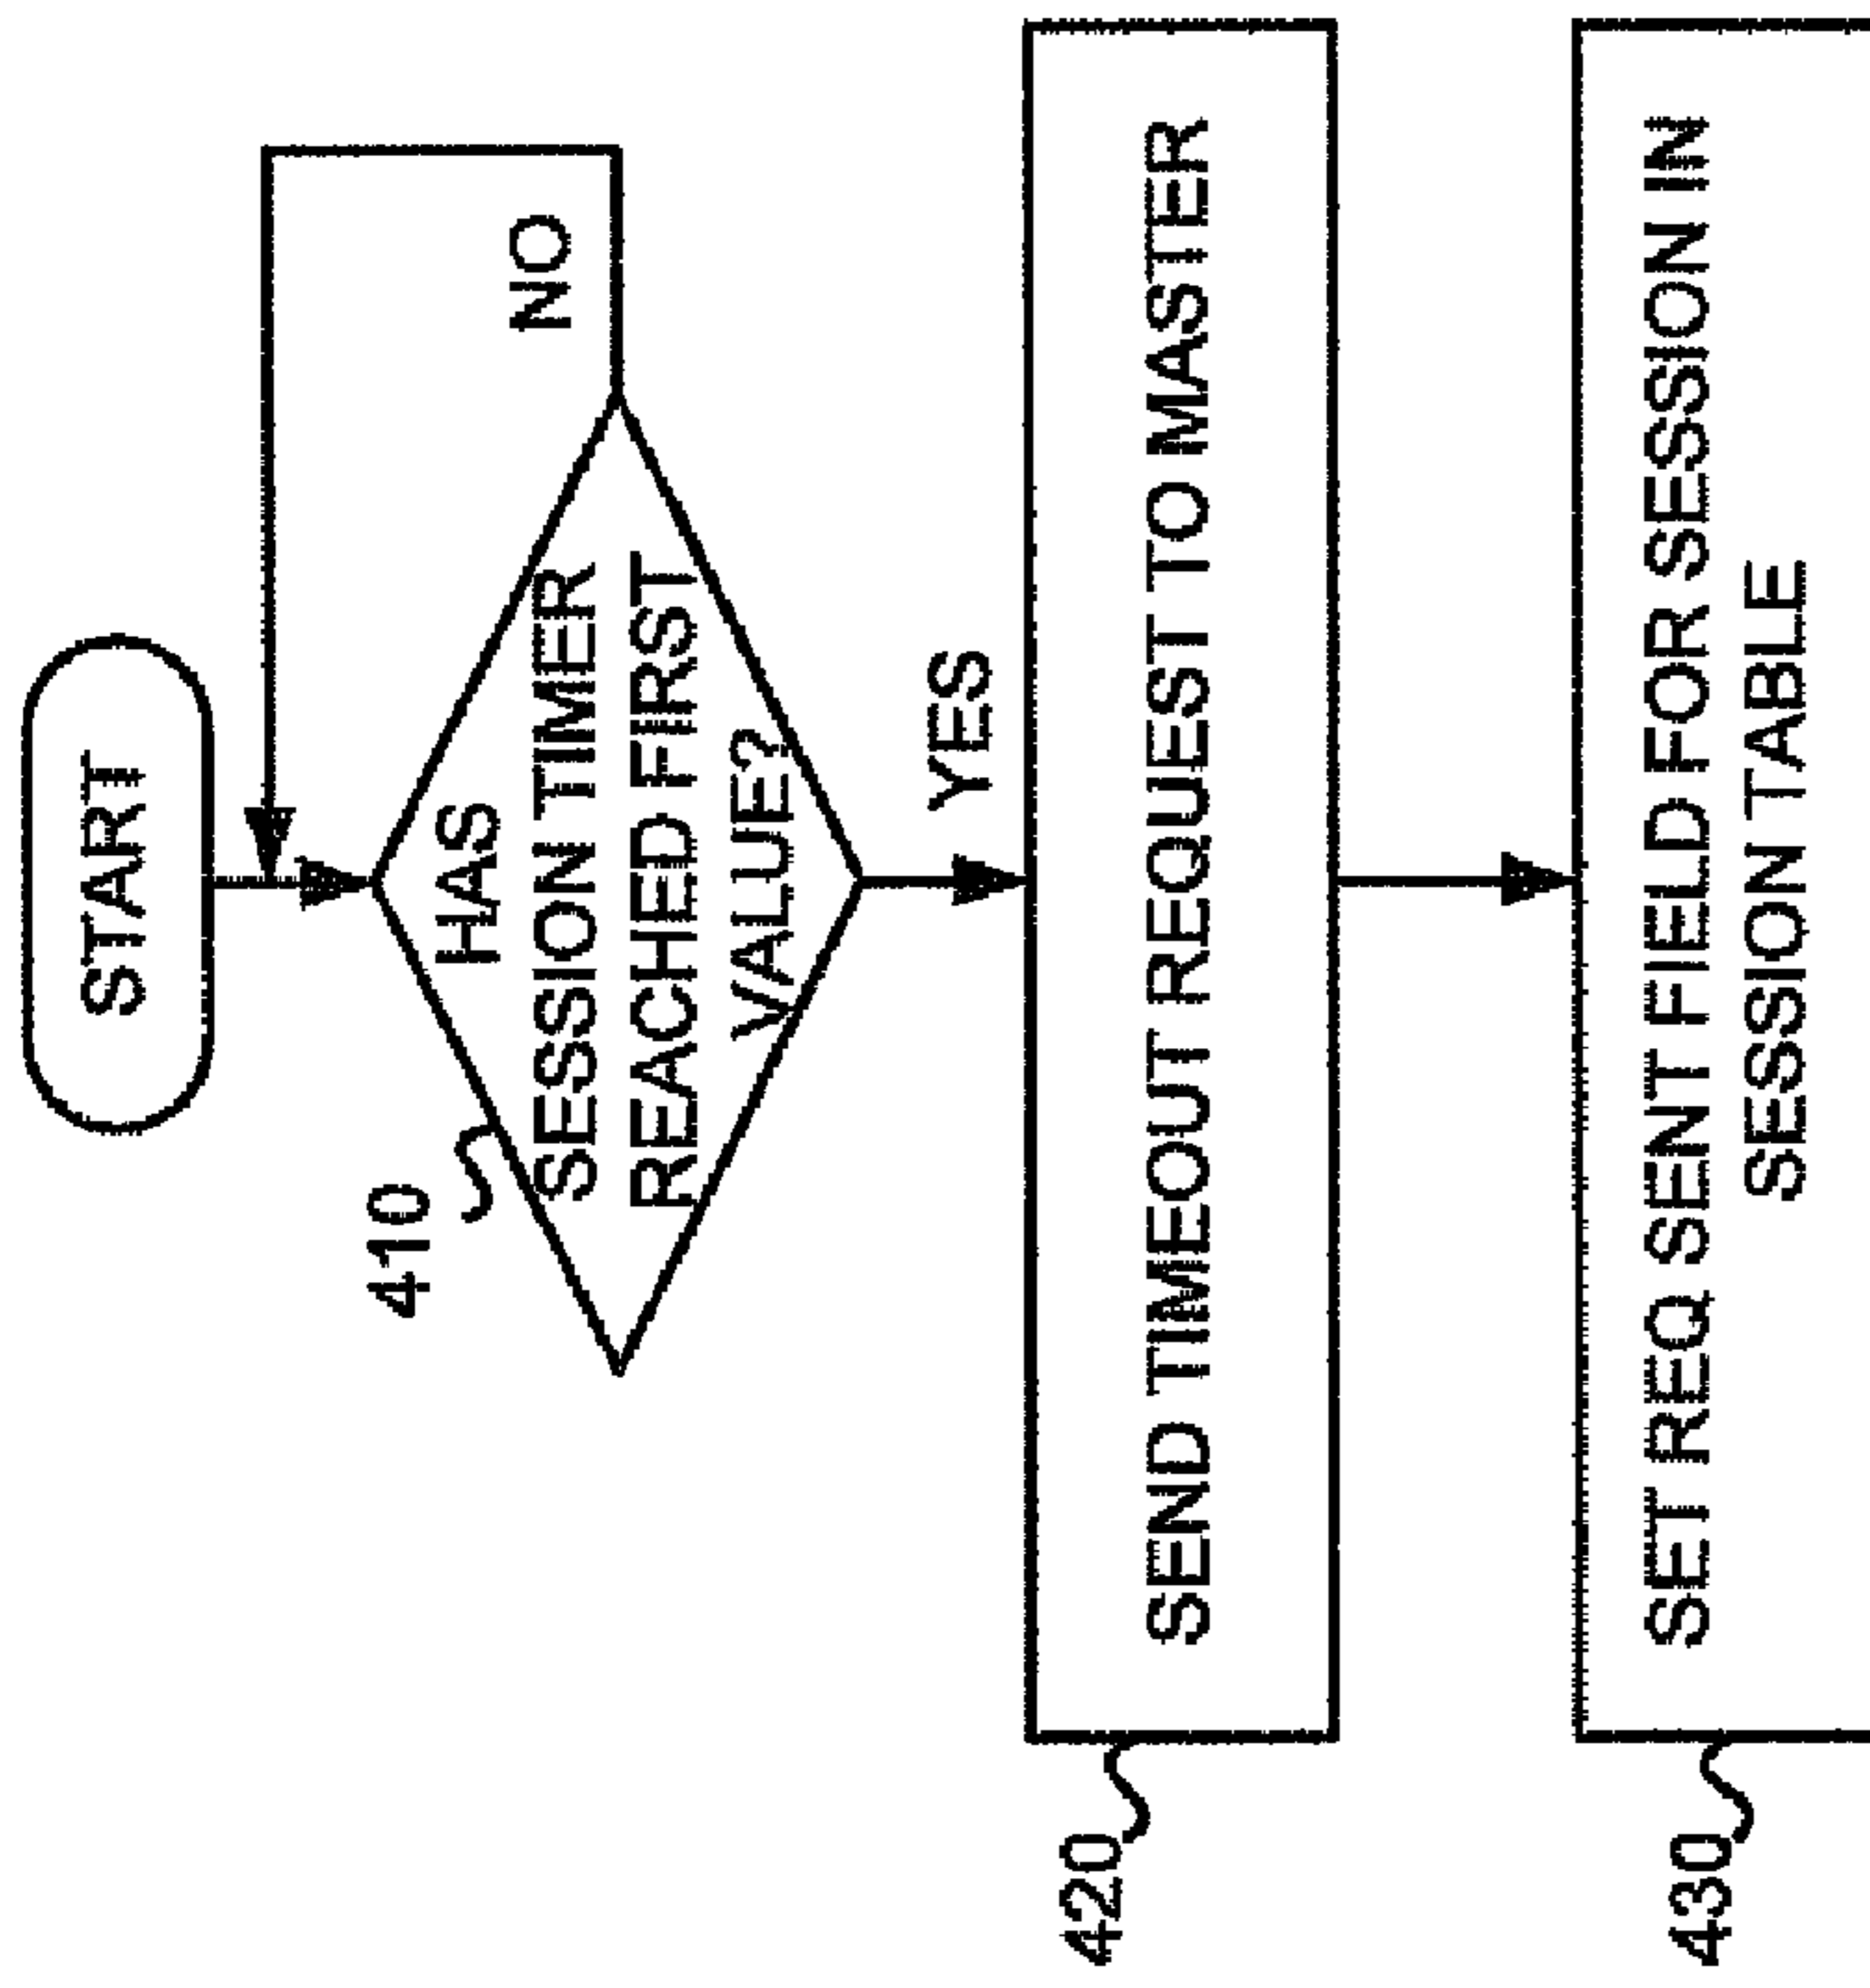 START
410
HAS
SESSION TIMER
REACHED FIRST
VALUE?
NO
YES
420
SEND TIMEOUT REQUEST TO MASTER
430
SET REQ SENT FIELD FOR SESSION IN
SESSION TABLE